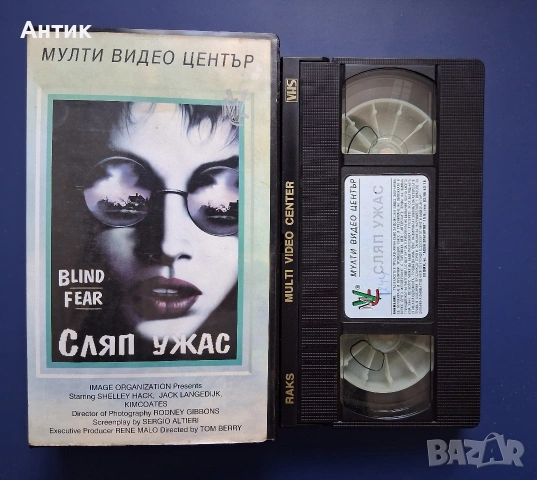 Антик
МУЛТИ ВИДЕО ЦЕНТЪР
BLIND
FEAR
СЛЯП УЖАС
IMAGE ORGANIZATION Presents
Starring SHELLEY HACK, JACK LANGEDIJK,
KIMCOATES
Director of Photography RODNEY GIBBONS
Screenplay by SERGIO ALTIERI
Executive Producer RENE MALO Directed by TOM BERRY
RAKS
MULTI VIDEO CENTER
VHS
МУЛТИ ВИДЕО ЦЕНТЪР
СЛЯП УЖАС
BAZAR